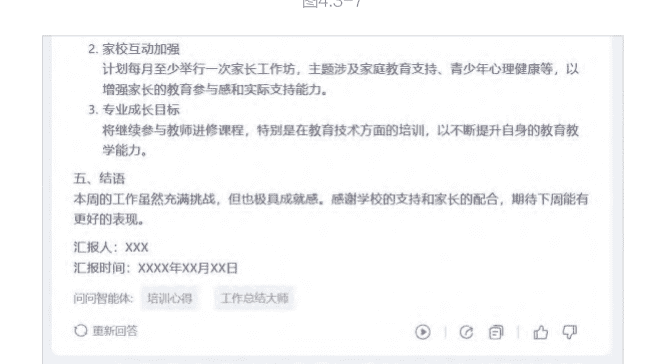 图4.3-7
2. 家校互动加强
计划每月至少举行一次家长工作坊，主题涉及家庭教育支持、青少年心理健康等，以
增强家长的教育参与感和实际支持能力。
3. 专业成长目标
将继续参与教师进修课程，特别是在教育技术方面的培训，以不断提升自身的教育教
学能力。
五、结语
本周的工作虽然充满挑战，但也极具成就感。感谢学校的支持和家长的配合，期待下周能有
更好的表现。
汇报人：XXX
汇报时间：XXXX年XX月XX日
问问智能体: 培训心得 工作总结大师
重新回答